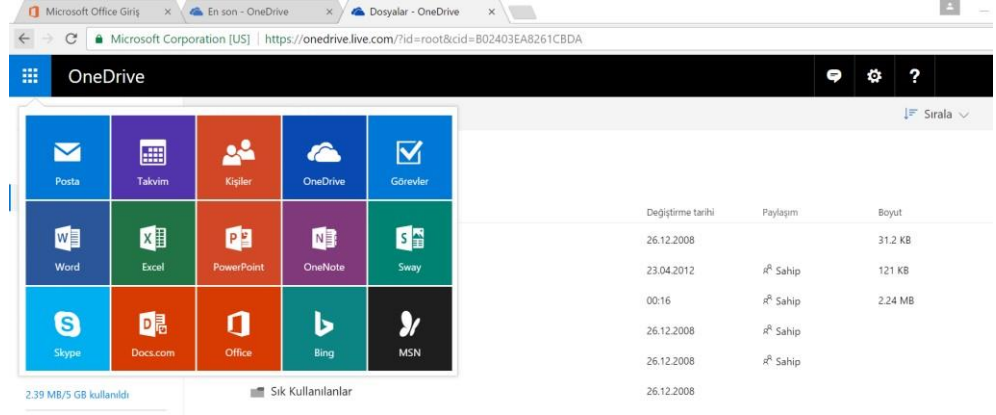 Microsoft Office Giriş
En son - OneDrive
Dosyalar - OneDrive
Microsoft Corporation [US] https://onedrive.live.com/?id=root&cid=B02403EA8261CBDA
OneDrive
Sırala
Posta Takvim Kişiler OneDrive Görevler
Word Excel PowerPoint OneNote Sway
Skype Docs.com Office Bing MSN
Değiştirme tarihi Paylaşım Boyut
26.12.2008 31.2 KB
23.04.2012 Sahip 121 KB
00:16 Sahip 2.24 MB
26.12.2008 Sahip
26.12.2008 Sahip
Sık Kullanılanlar 26.12.2008
2.39 MB/5 GB kullanıldı